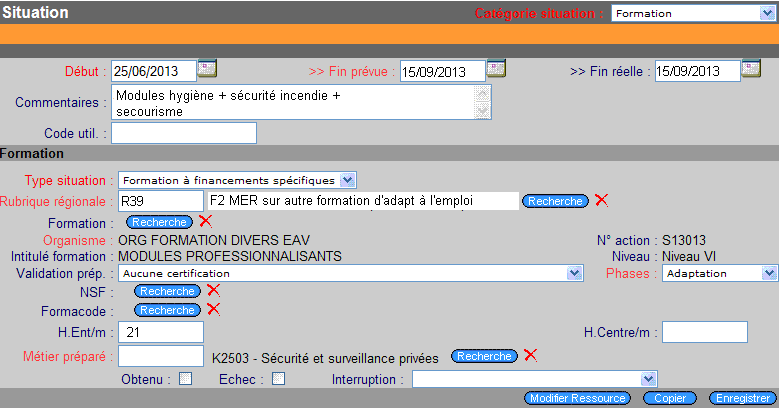 Situation Catégorie situation : Formation
Début : 25/06/2013 >> Fin prévue : 15/09/2013 >> Fin réelle : 15/09/2013
Commentaires : Modules hygiène + sécurité incendie +
secourisme
Code util. :
Formation
Type situation : Formation à financements spécifiques
Rubrique régionale : R39 F2 MER sur autre formation d'adapt à l'emploi Recherche
Formation : Recherche
Organisme : ORG FORMATION DIVERS EAV N° action : S13013
Intitulé formation : MODULES PROFESSIONNALISANTS Niveau : Niveau VI
Validation prép. : Aucune certification Phases : Adaptation
NSF : Recherche
Formacode : Recherche
H.Ent/m : 21 H.Centre/m :
Métier préparé : K2503 - Sécurité et surveillance privées Recherche
Obtenu : Echec : Interruption :
Modifier Ressource Copier Enregistrer